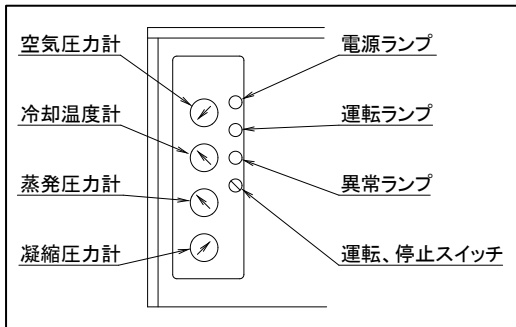 空気圧力計
電源ランプ
冷却温度計
運転ランプ
蒸発圧力計
異常ランプ
凝縮圧力計
運転、停止スイッチ